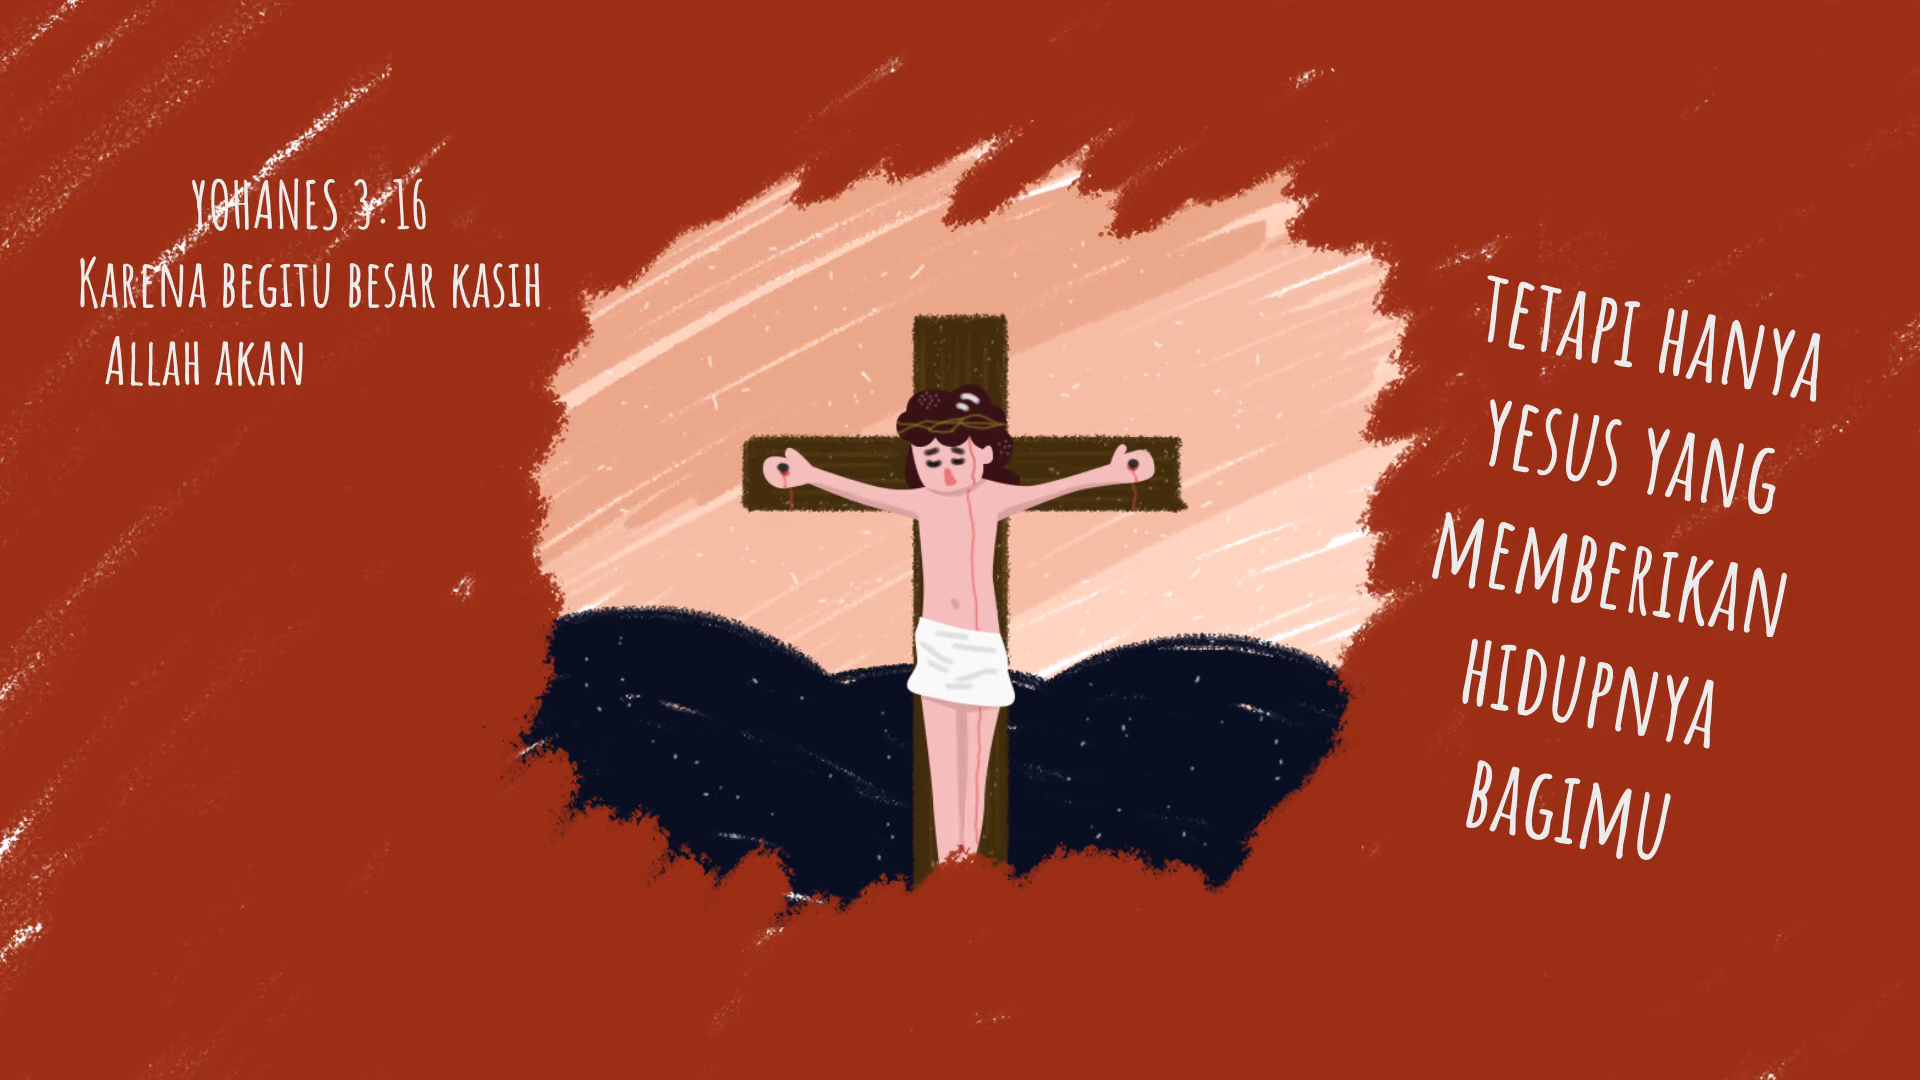 YOHANES 3:16
KARENA BEGITU BESAR KASIH
ALLAH AKAN
TETAPI HANYA
YESUS YANG
MEMBERIKAN
HIDUPNYA
BAGIMU